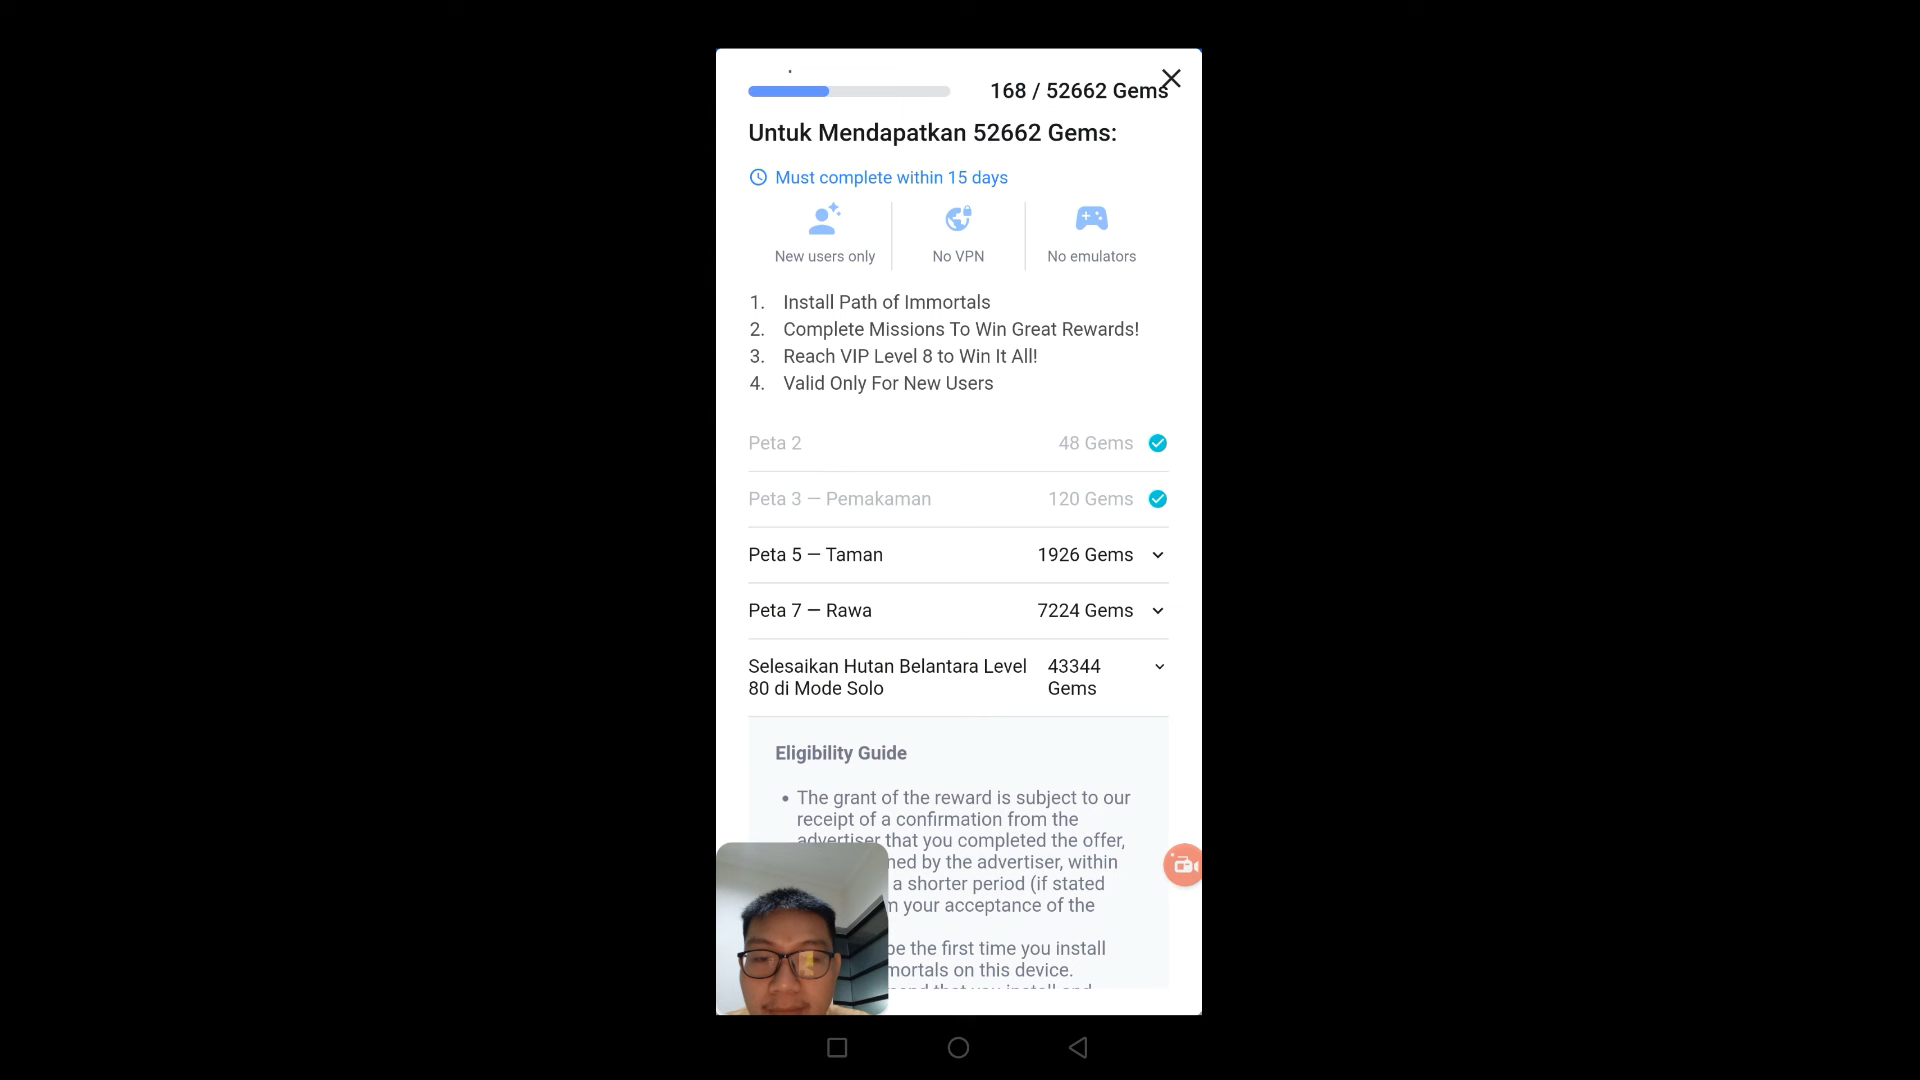 168 / 52662 Gems
Untuk Mendapatkan 52662 Gems:
Must complete within 15 days
New users only
No VPN
No emulators
1. Install Path of Immortals
2. Complete Missions To Win Great Rewards!
3. Reach VIP Level 8 to Win It All!
4. Valid Only For New Users
Peta 2 48 Gems
Peta 3 — Pemakaman 120 Gems
Peta 5 — Taman 1926 Gems
Peta 7 — Rawa 7224 Gems
Selesaikan Hutan Belantara Level 43344
80 di Mode Solo Gems
Eligibility Guide
• The grant of the reward is subject to our
receipt of a confirmation from the
advertiser that you completed the offer,
by the advertiser, within
a shorter period (if stated
your acceptance of the
be the first time you install
on this device.
that you install and